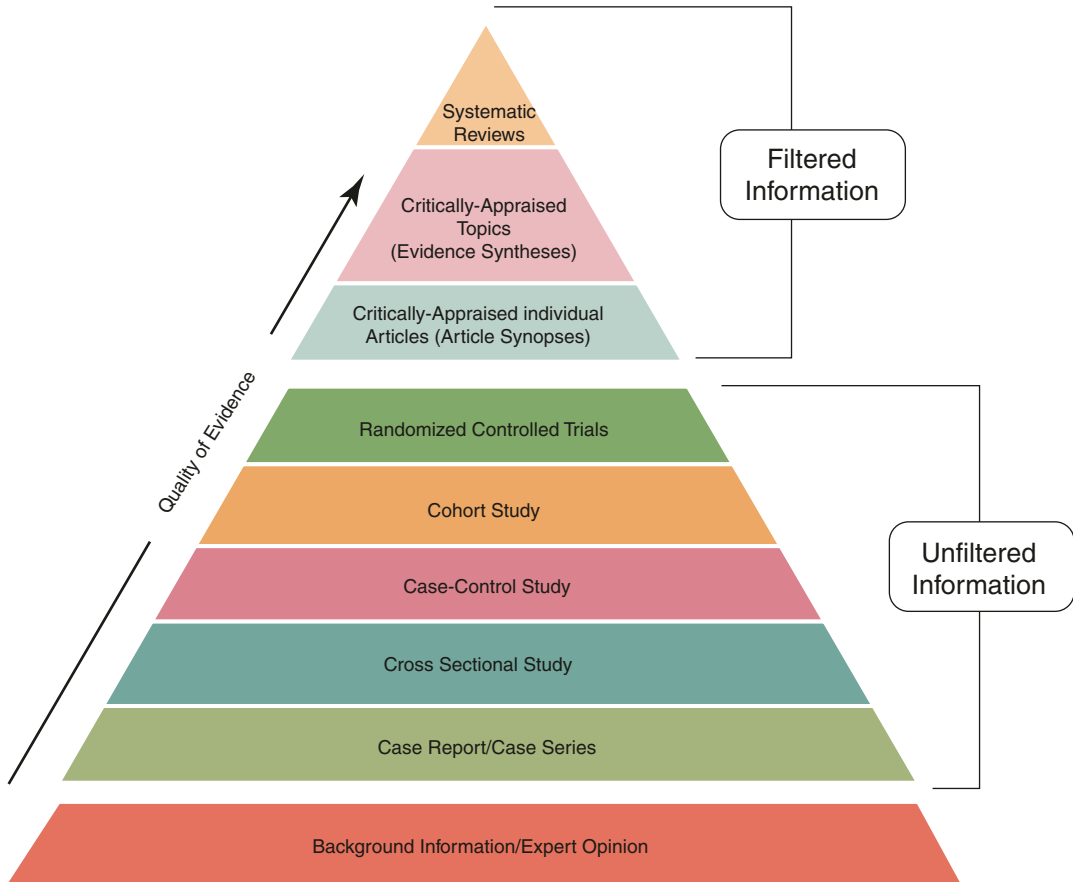 Systematic
Reviews
Critically-Appraised
Topics
(Evidence Syntheses)
Critically-Appraised individual
Articles (Article Synopses)
Filtered
Information
Randomized Controlled Trials
Cohort Study
Case-Control Study
Cross Sectional Study
Case Report/Case Series
Unfiltered
Information
Background Information/Expert Opinion
Quality of Evidence